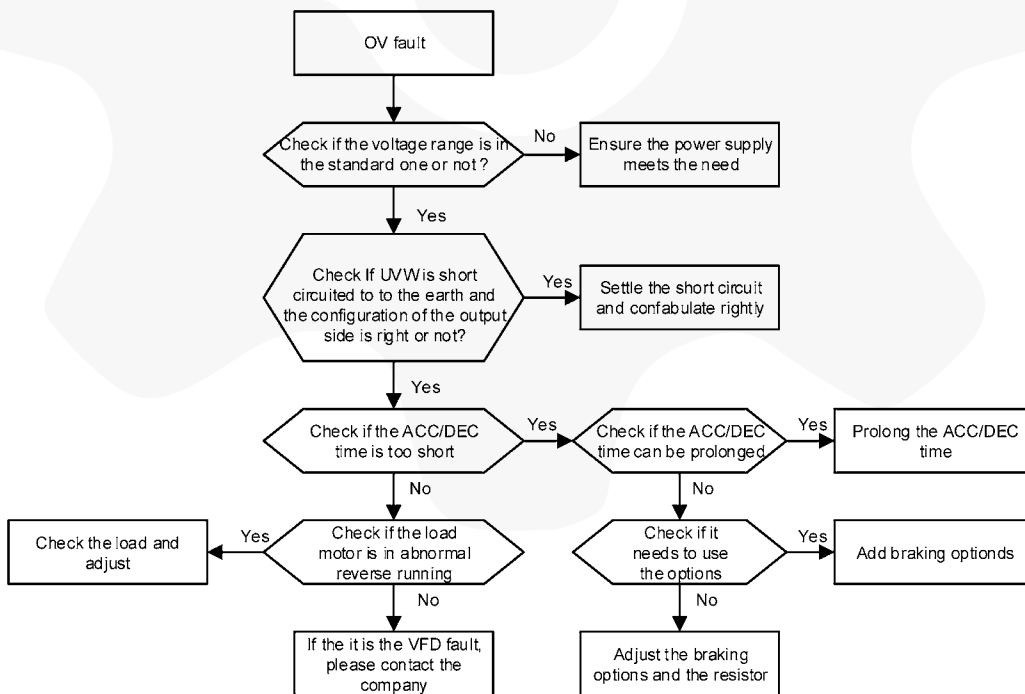 OV fault
Check if the voltage range is in
the standard one or not ?
No
Ensure the power supply
meets the need
Yes
Check If UVW is short
circuited to to the earth and
the configuration of the output
side is right or not?
Yes
Settle the short circuit
and confabulate rightly
Yes
Check if the ACC/DEC
time is too short
Yes
Check if the ACC/DEC
time can be prolonged
Yes
Prolong the ACC/DEC
time
No
No
Check the load and
adjust
Yes
Check if the load
motor is in abnormal
reverse running
Check if it
needs to use
the options
Yes
Add braking optionds
No
No
If the it is the VFD fault,
please contact the
company
Adjust the braking
options and the resistor